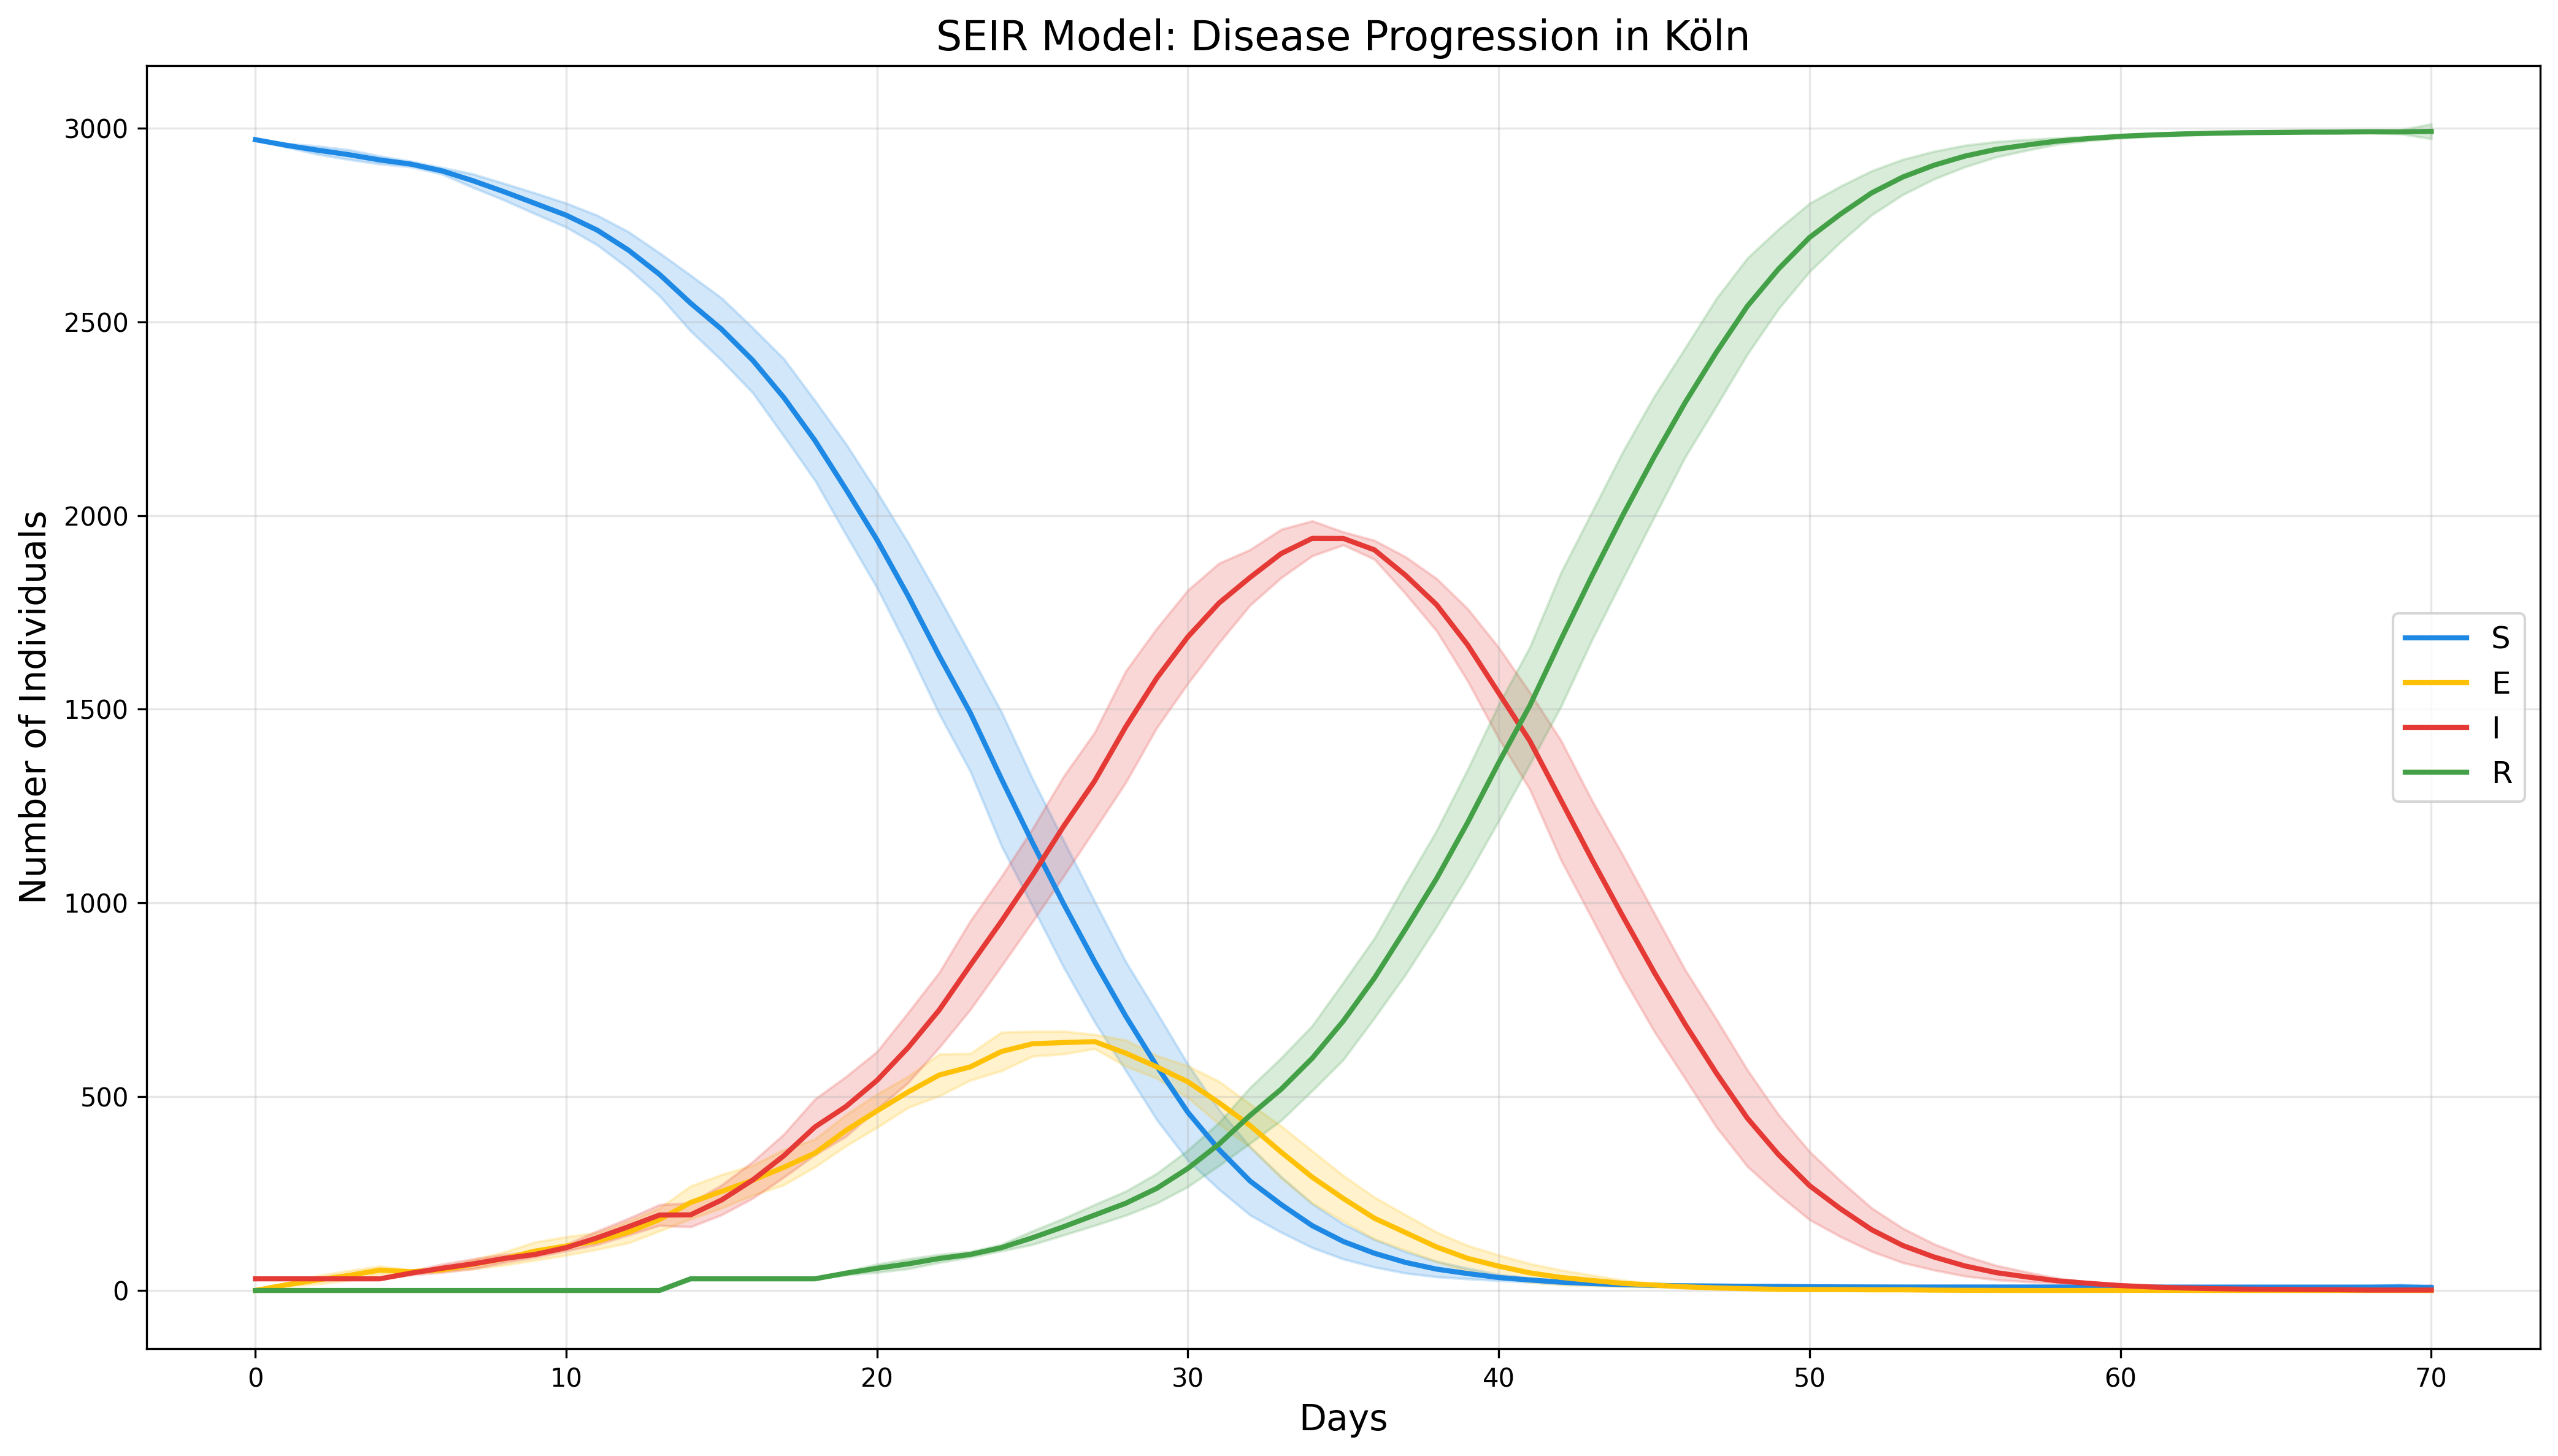 SEIR Model: Disease Progression in Köln
Number of Individuals
3000
2500
2000
1500
1000
500
0
S
E
I
R
0 10 20 30 40 50 60 70
Days